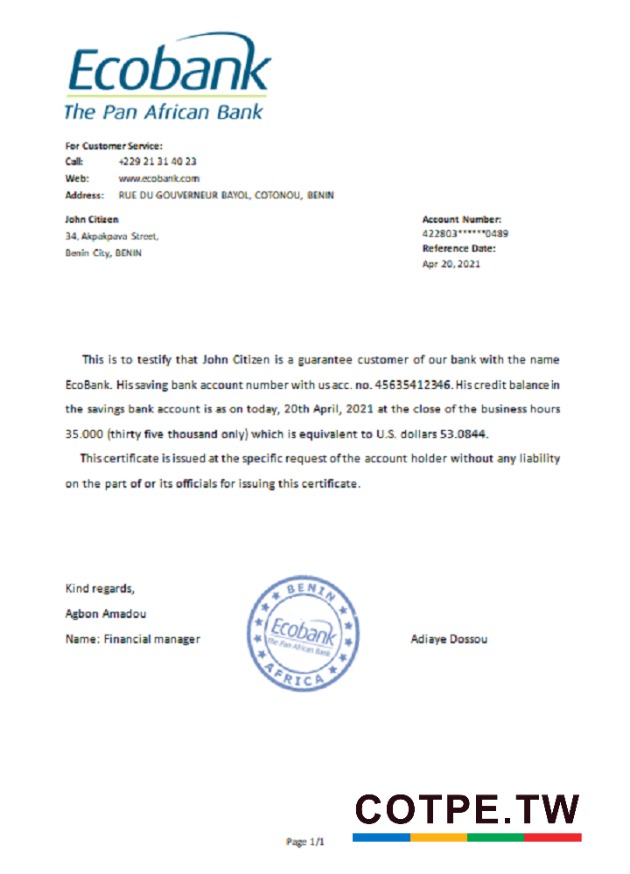 Ecobank
The Pan African Bank
For Customer Service:
Call: +229 21 31 40 23
Web: www.ecobank.com
Address: RUE DU GOUVERNEUR BAYOL, COTONOU, BENIN
John Citizen
34, Akpakpava Street,
Benin City, BENIN
Account Number:
422803******0489
Reference Date:
Apr 20, 2021
This is to testify that John Citizen is a guarantee customer of our bank with the name
EcoBank. His saving bank account number with us acc. no. 45635412346. His credit balance in
the savings bank account is as on today, 20th April, 2021 at the close of the business hours
35.000 (thirty five thousand only) which is equivalent to U.S. dollars 53.0844.
This certificate is issued at the specific request of the account holder without any liability
on the part of or its officials for issuing this certificate.
Kind regards,
Agbon Amadou
Name: Financial manager
BENIN
Ecobank
The Pan African Bank
AFRICA
Adiaye Dossou
COTPE.TW
Page 1/1